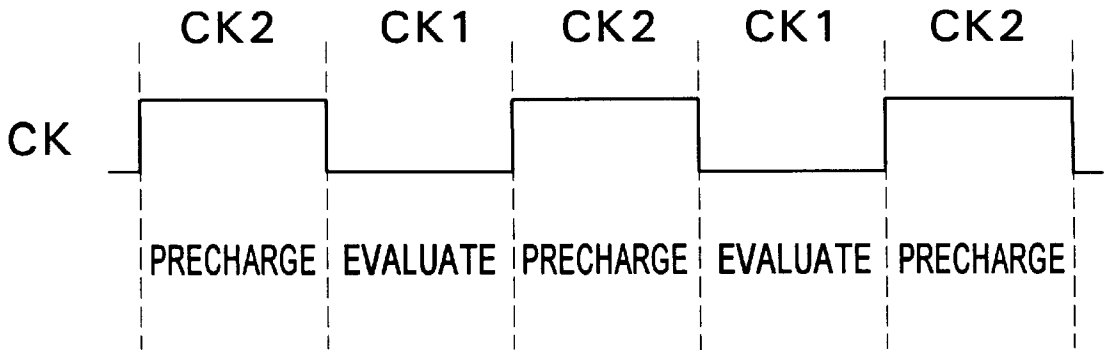 CK2 CK1 CK2 CK1 CK2
CK
PRECHARGE EVALUATE PRECHARGE EVALUATE PRECHARGE